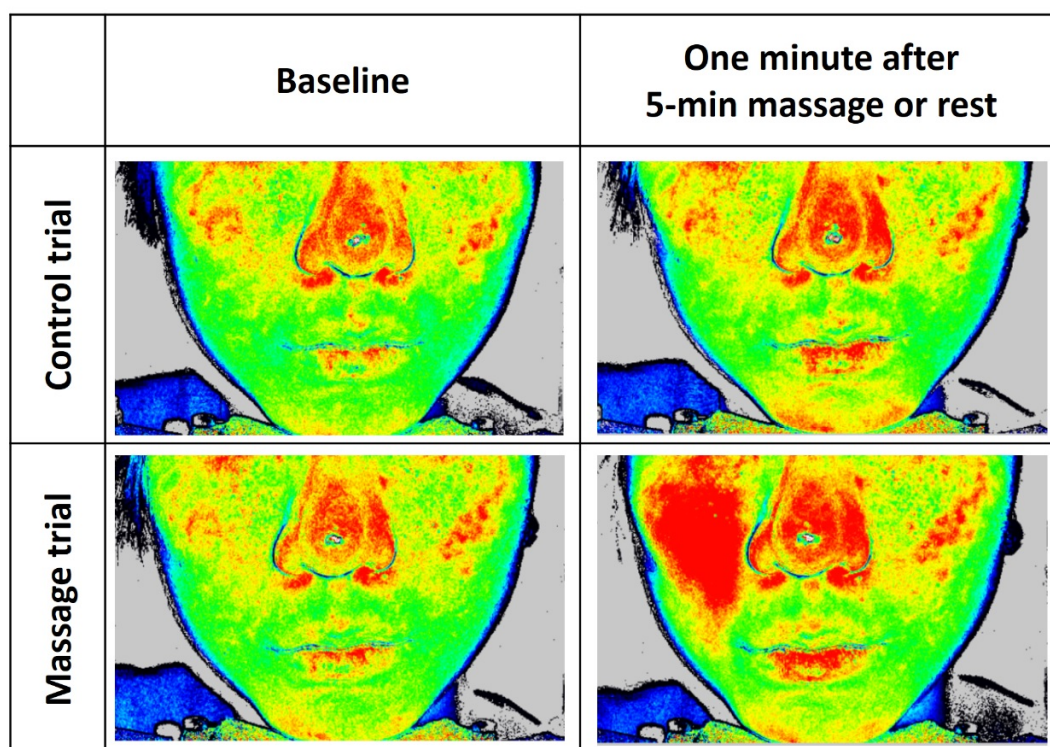 Baseline
One minute after
5-min massage or rest
Control trial
Massage trial